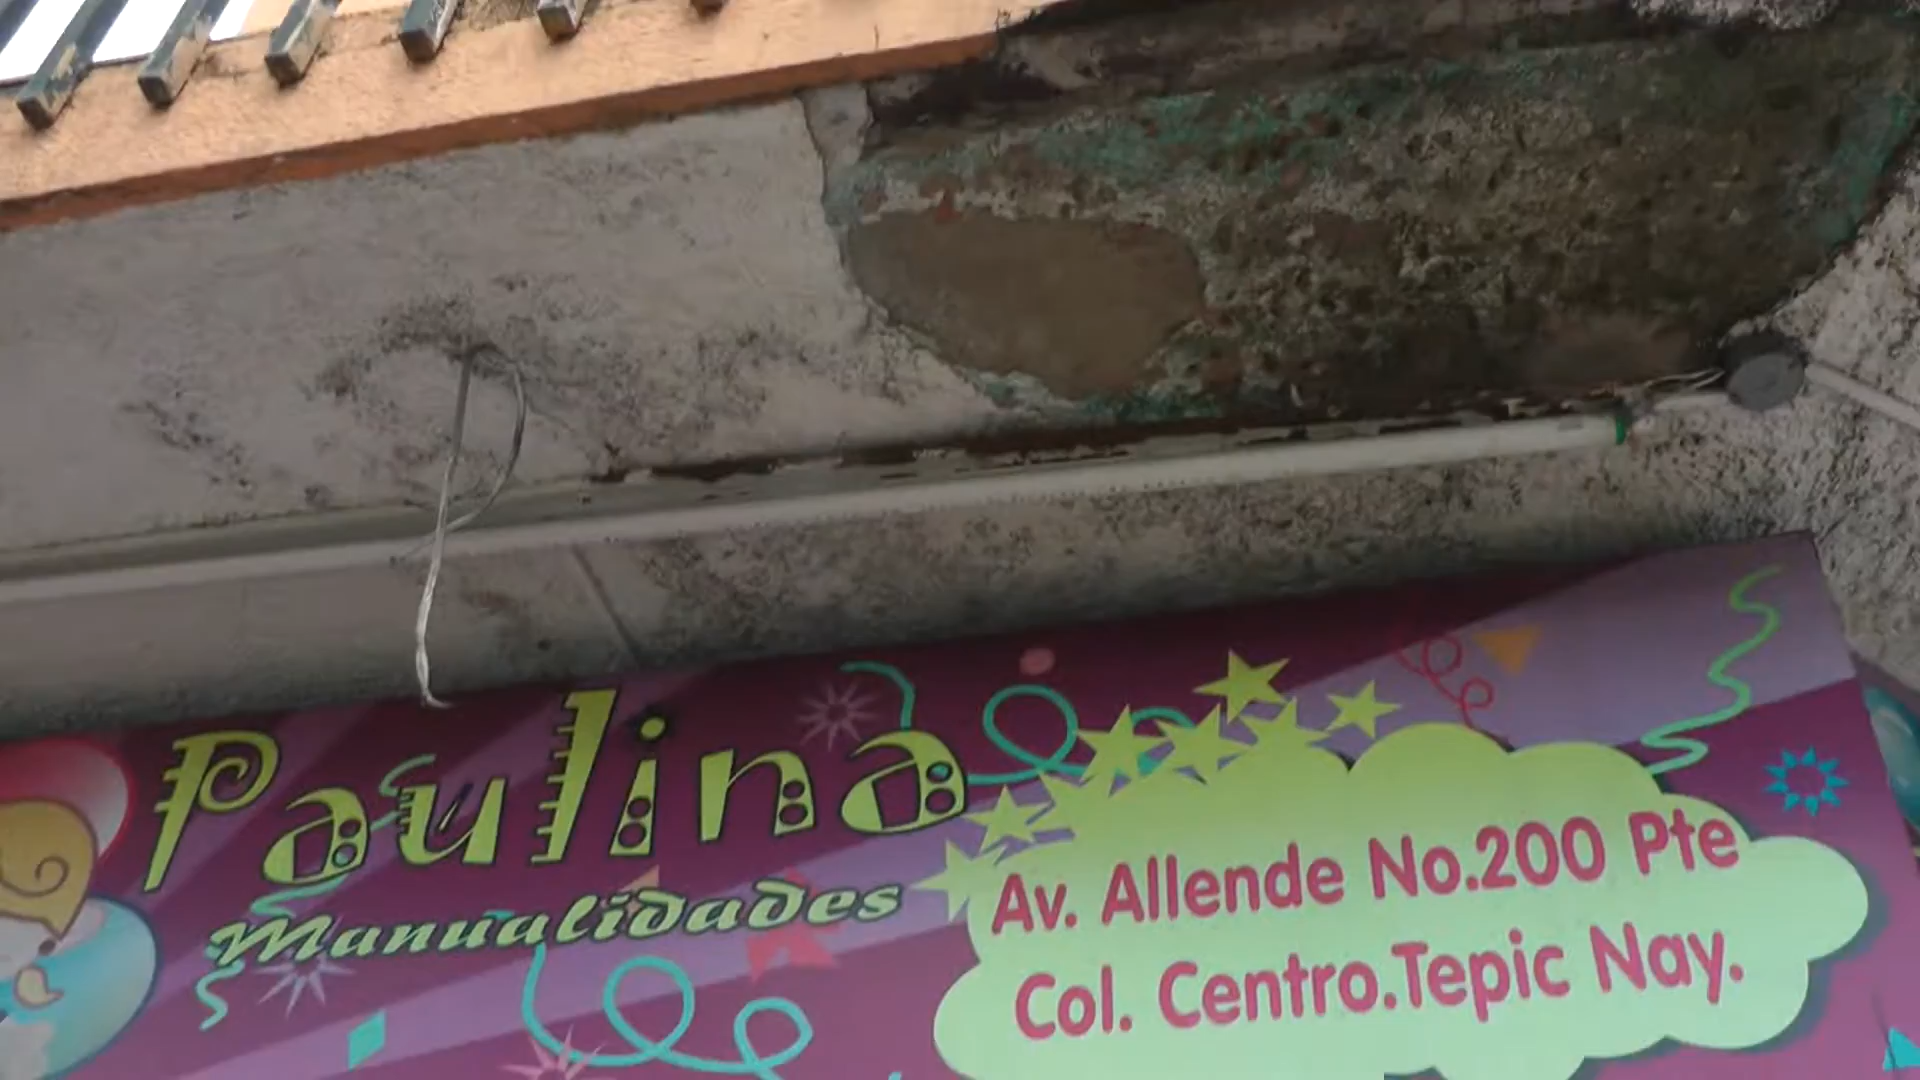 Paulina
Manualidades
Av. Allende No.200 Pte
Col. Centro.Tepic Nay.